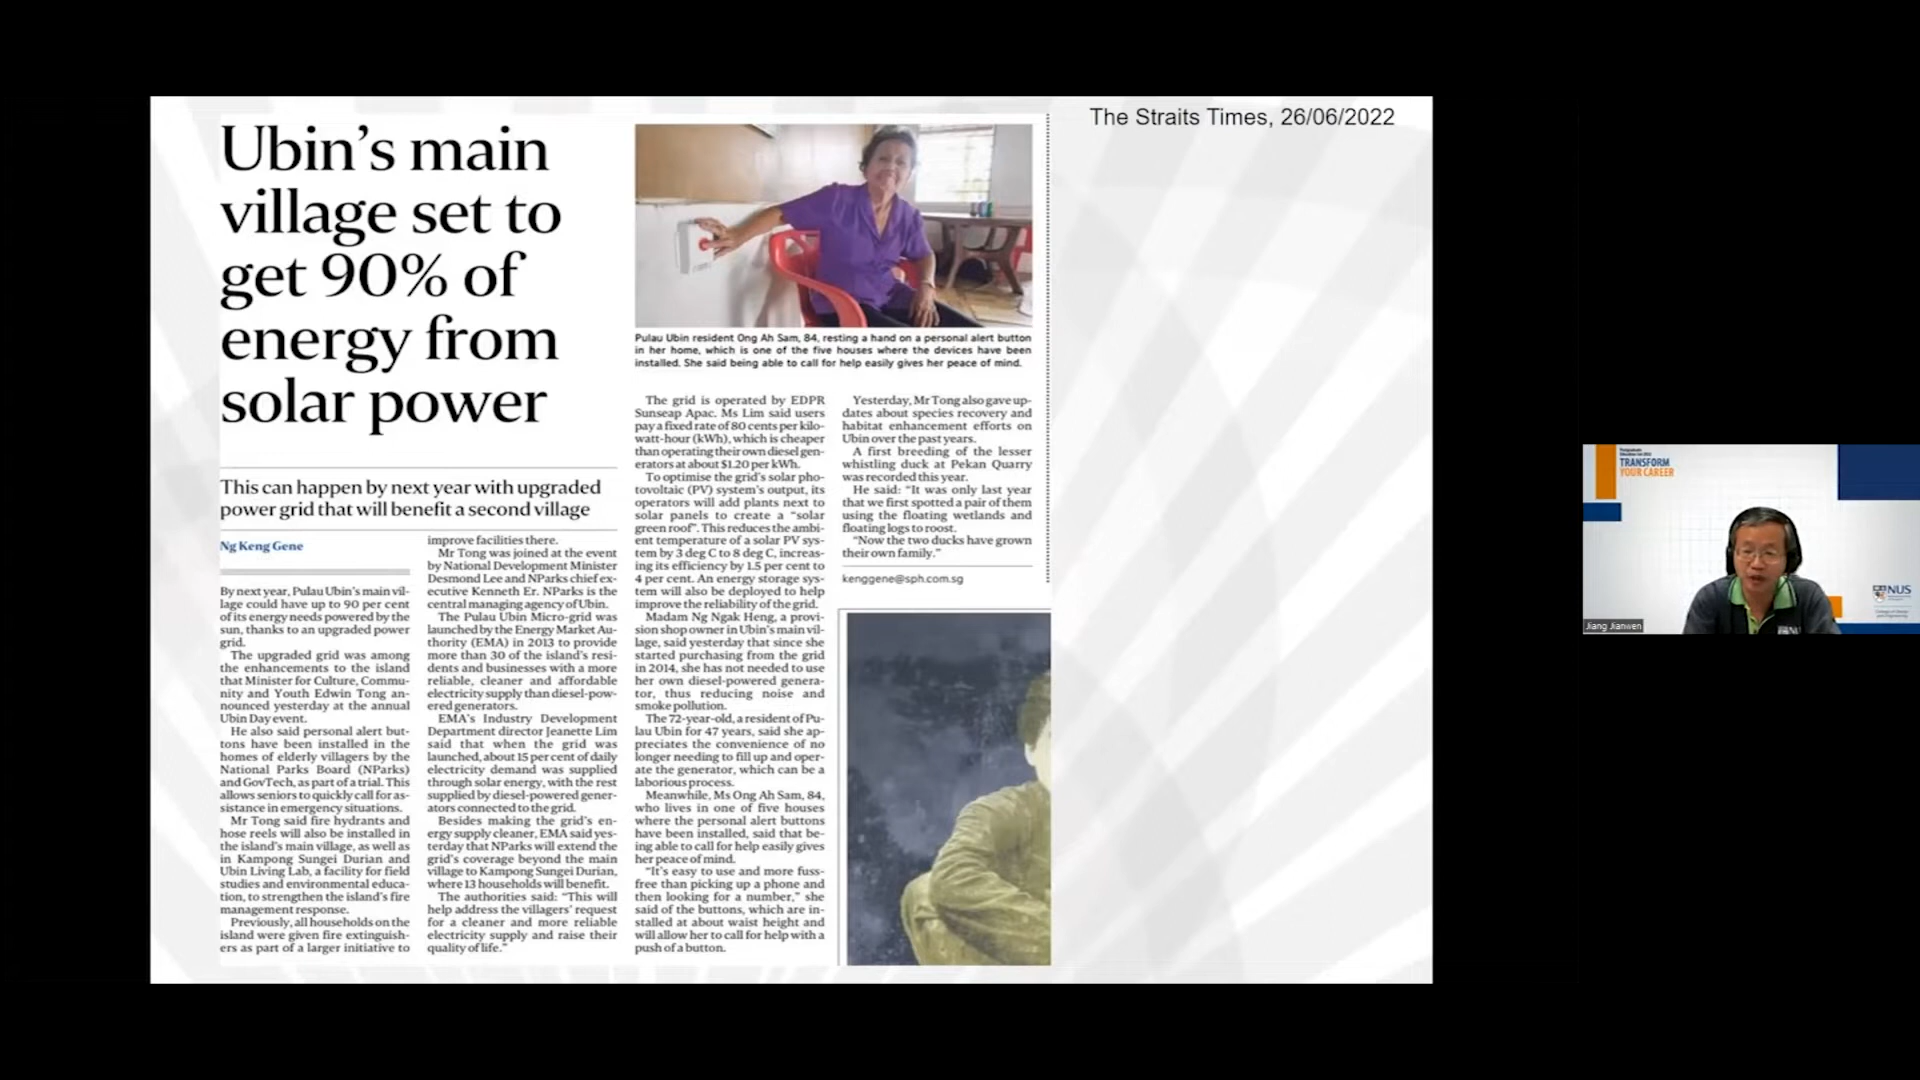 The Straits Times, 26/06/2022
Ubin's main
village set to
get 90% of
energy from
solar power
This can happen by next year with upgraded
power grid that will benefit a second village
Ng Keng Gene
By next year, Pulau Ubin's main vil-
lage could have up to 90 per cent
of its energy needs powered by the
sun, thanks to an upgraded power
grid.
The upgraded grid was among
the enhancements to the island
that Minister for Culture, Commu-
nity and Youth Edwin Tong an-
nounced yesterday at the annual
Ubin Day event.
He also said personal alert but-
tons have been installed in the
homes of elderly villagers by the
National Parks Board (NParks)
and GovTech, as part of a trial. This
allows seniors to quickly call for as-
sistance in emergency situations.
Mr Tong said fire hydrants and
hose reels will also be installed in
the island's main village, as well as
in Kampong Sungei Durian and
Ubin Living Lab, a facility for field
studies and environmental educa-
tion, to strengthen the island's fire
management response.
Previously, all households on the
island were given fire extinguish-
ers as part of a larger initiative to
improve facilities there.
Mr Tong was joined at the event
by National Development Minister
Desmond Lee and NParks chief ex-
ecutive Kenneth Er. NParks is the
central managing agency of Ubin.
The Pulau Ubin Micro-grid was
launched by the Energy Market Au-
thority (EMA) in 2013 to provide
more than 30 of the island's resi-
dents and businesses with a more
reliable, cleaner and affordable
electricity supply than diesel-pow-
ered generators.
EMA's Industry Development
Department director Jeanette Lim
said that when the grid was
launched, about 15 per cent of daily
electricity demand was supplied
through solar energy, with the rest
supplied by diesel-powered gener-
ators connected to the grid.
Besides making the grid's en-
ergy supply cleaner, EMA said yes-
terday that NParks will extend the
grid's coverage beyond the main
village to Kampong Sungei Durian,
where 13 households will benefit.
The authorities said: "This will
help address the villagers' request
for a cleaner and more reliable
electricity supply and raise their
quality of life."
Pulau Ubin resident Ong Ah Sam, 84, resting a hand on a personal alert button
in her home, which is one of the five houses where the devices have been
installed. She said being able to call for help easily gives her peace of mind.
The grid is operated by EDPR
Sunseap Apac. Ms Lim said users
pay a fixed rate of 80 cents per kilo-
watt-hour (kWh), which is cheaper
than operating their own diesel gen-
erators at about $1.20 per kWh.
To optimise the grid's solar pho-
tovoltaic (PV) system's output, its
operators will add plants next to
solar panels to create a "solar
green roof". This reduces the ambi-
ent temperature of a solar PV sys-
tem by 3 deg C to 8 deg C, increas-
ing its efficiency by 1.5 per cent to
4 per cent. An energy storage sys-
tem will also be deployed to help
improve the reliability of the grid.
Madam Ng Ngak Heng, a provi-
sion shop owner in Ubin's main vil-
lage, said yesterday that since she
started purchasing from the grid
in 2014, she has not needed to use
her own diesel-powered genera-
tor, thus reducing noise and
smoke pollution.
The 72-year-old, a resident of Pu-
lau Ubin for 47 years, said she ap-
preciates the convenience of no
longer needing to fill up and oper-
ate the generator, which can be a
laborious process.
Meanwhile, Ms Ong Ah Sam, 84,
who lives in one of five houses
where the personal alert buttons
have been installed, said that be-
ing able to call for help easily gives
her peace of mind.
"It's easy to use and more fuss-
free than picking up a phone and
then looking for a number," she
said of the buttons, which are in-
stalled at about waist height and
will allow her to call for help with a
push of a button.
Yesterday, Mr Tong also gave up-
dates about species recovery and
habitat enhancement efforts on
Ubin over the past years.
A first breeding of the lesser
whistling duck at Pekan Quarry
was recorded this year.
He said: "It was only last year
that we first spotted a pair of them
using the floating wetlands and
floating logs to roost.
"Now the two ducks have grown
their own family."
kenggene@sph.com.sg
TRANSFORM
YOUR CAREER
NUS
Jiang Jianwen